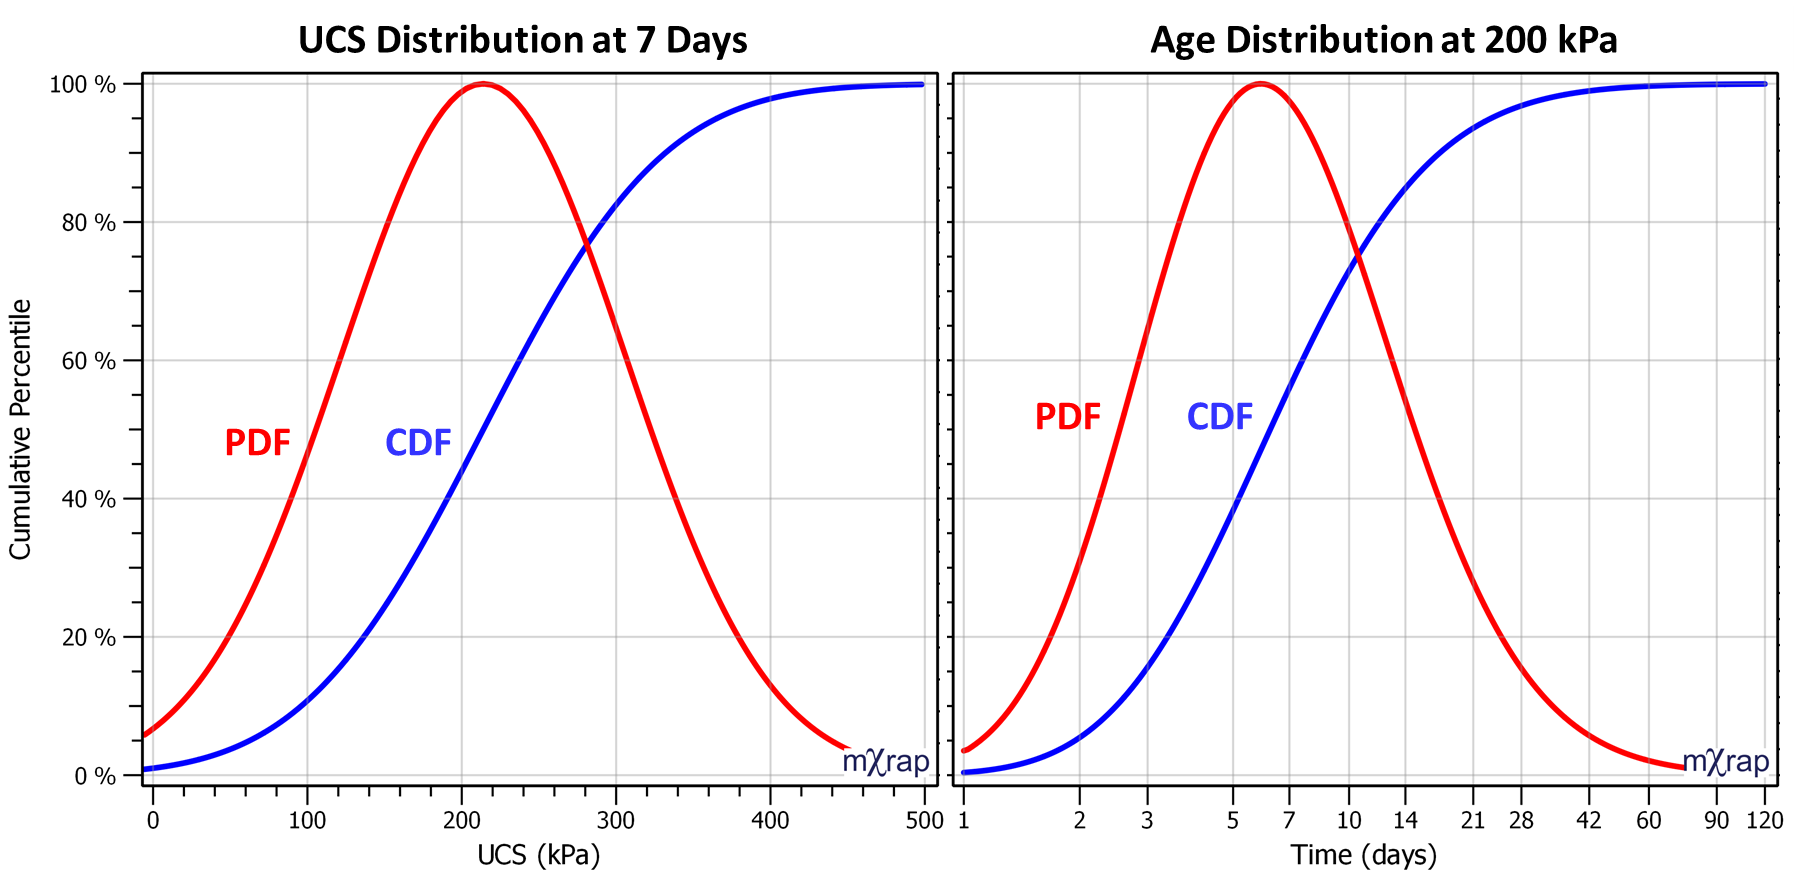 UCS Distribution at 7 Days
Age Distribution at 200 kPa
Cumulative Percentile
100 %
80 %
60 %
40 %
20 %
0 %
PDF
CDF
PDF
CDF
mχrap
mχrap
0 100 200 300 400 500
1 2 3 5 7 10 14 21 28 42 60 90 120
UCS (kPa)
Time (days)